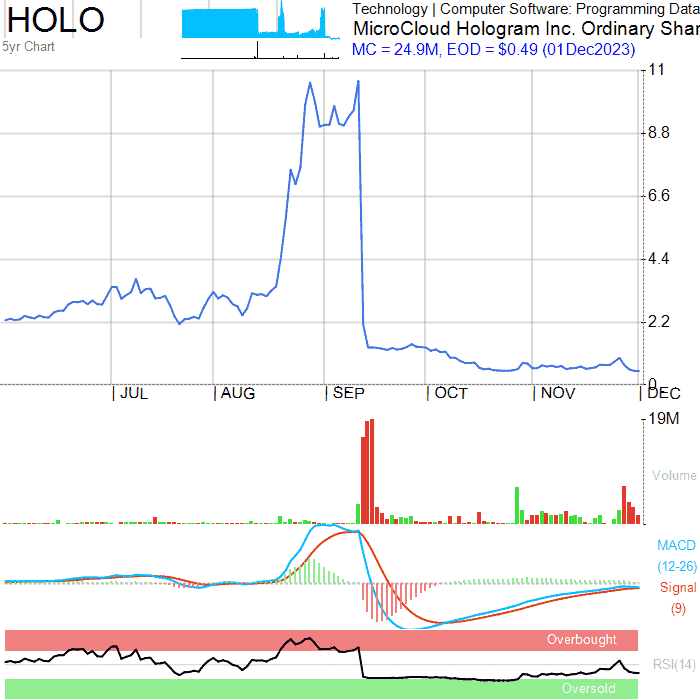 HOLO
5yr Chart
Technology | Computer Software: Programming Data
MicroCloud Hologram Inc. Ordinary Shar
MC = 24.9M, EOD = $0.49 (01Dec2023)
11
8.8
6.6
4.4
2.2
0
JUL AUG SEP OCT NOV DEC
19M
Volume
MACD
(12-26)
Signal
(9)
Overbought
RSI(14)
Oversold